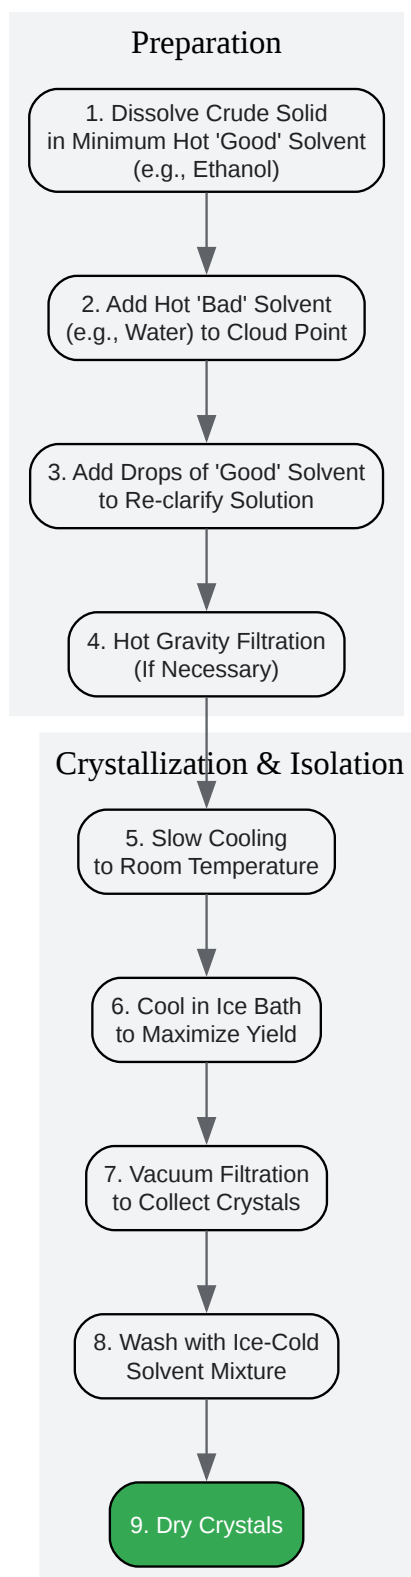 Preparation
1. Dissolve Crude Solid
in Minimum Hot 'Good' Solvent
(e.g., Ethanol)
2. Add Hot 'Bad' Solvent
(e.g., Water) to Cloud Point
3. Add Drops of 'Good' Solvent
to Re-clarify Solution
4. Hot Gravity Filtration
(If Necessary)
Crystallization & Isolation
5. Slow Cooling
to Room Temperature
6. Cool in Ice Bath
to Maximize Yield
7. Vacuum Filtration
to Collect Crystals
8. Wash with Ice-Cold
Solvent Mixture
9. Dry Crystals